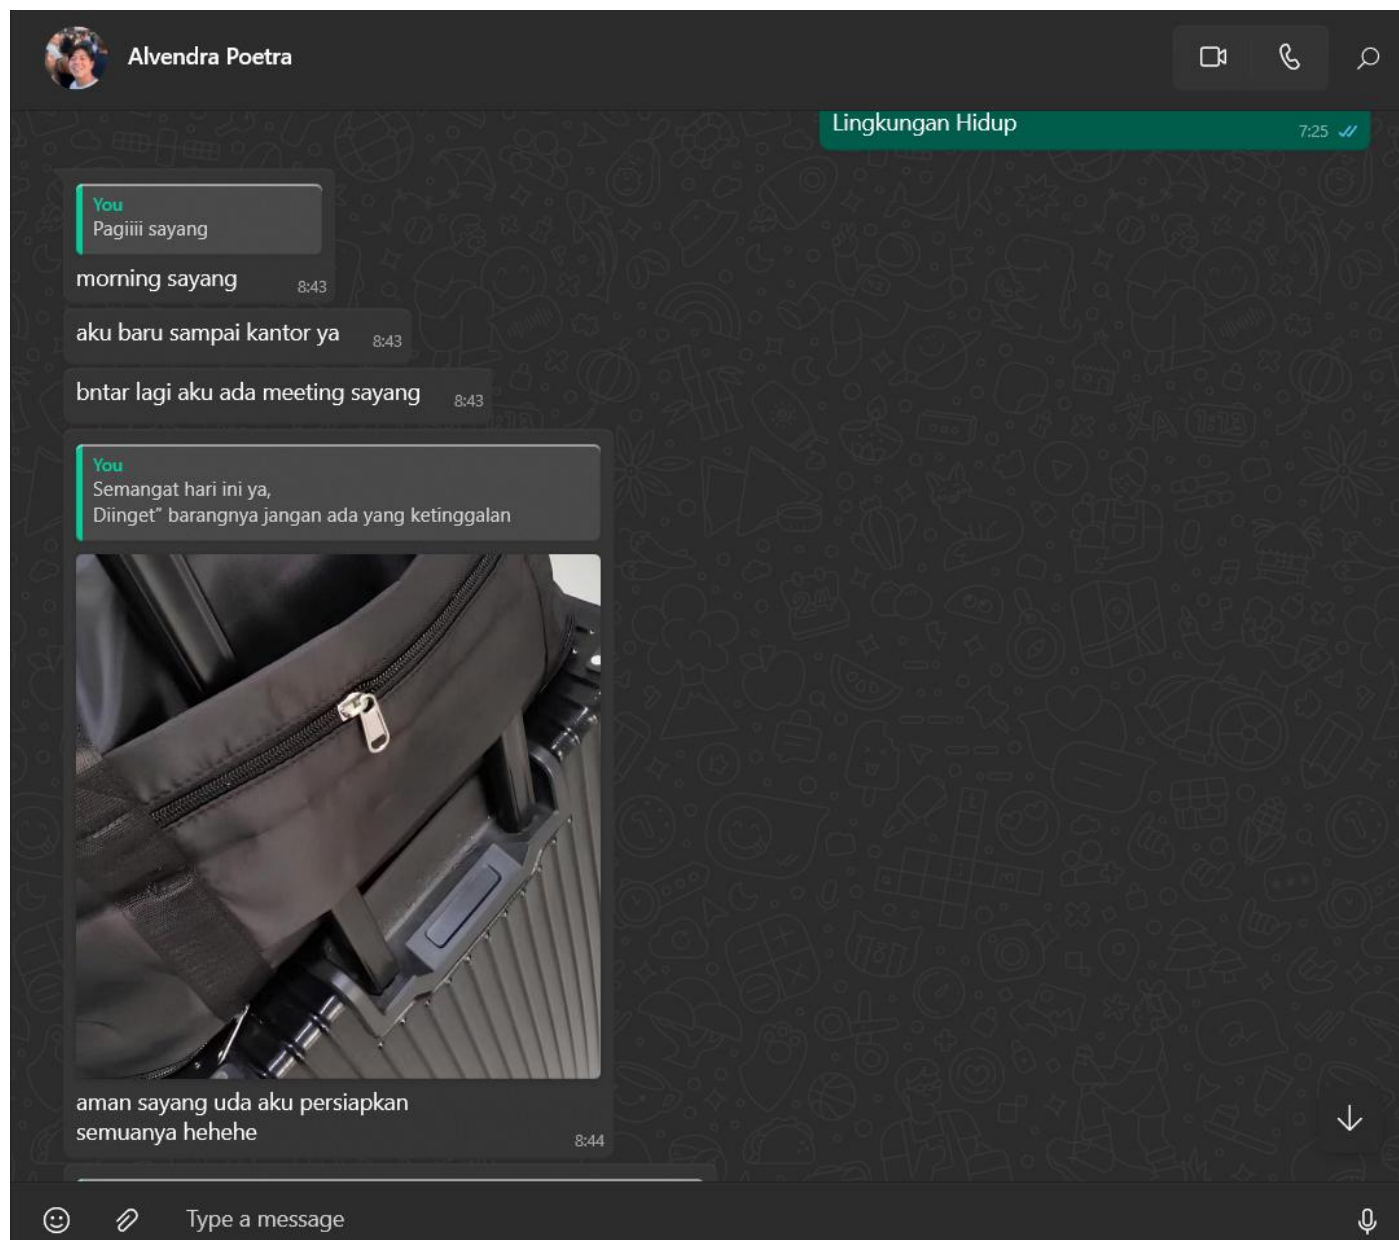 Alvendra Poetra
Lingkungan Hidup
7:25
You
Pagiiii sayang
morning sayang
8:43
aku baru sampai kantor ya
8:43
bntar lagi aku ada meeting sayang
8:43
You
Semangat hari ini ya,
Diinget” barangnya jangan ada yang ketinggalan
aman sayang uda aku persiapkan
semuanya hehehe
8:44
Type a message